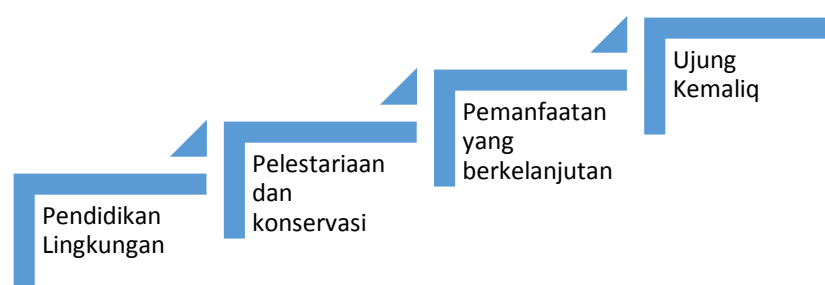 Pendidikan
Lingkungan
Pelestariaan
dan
konservasi
Pemanfaatan
yang
berkelanjutan
Ujung
Kemaliq